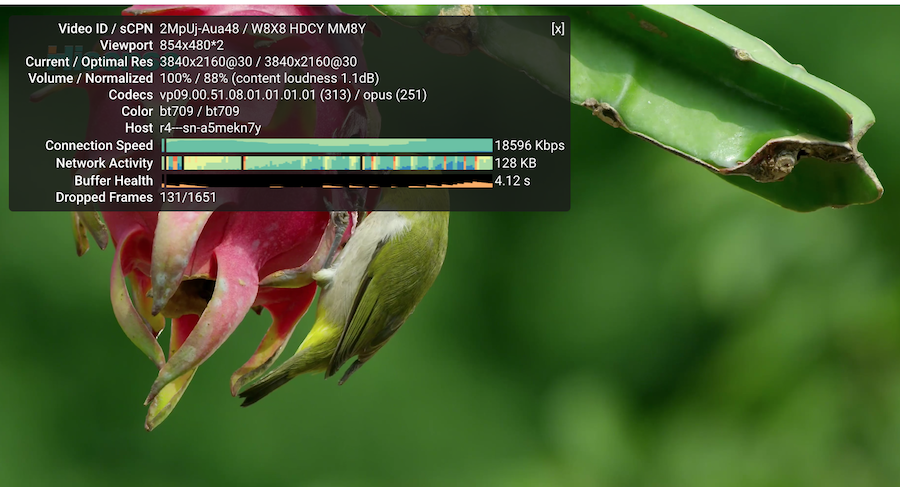 Video ID / sCPN 2MpUj-Aua48 / W8X8 HDCY MM8Y [x]
Viewport 854x480*2
Current / Optimal Res 3840x2160@30 / 3840x2160@30
Volume / Normalized 100% / 88% (content loudness 1.1dB)
Codecs vp09.00.51.08.01.01.01.01 (313) / opus (251)
Color bt709 / bt709
Host r4---sn-a5mekn7y
Connection Speed 18596 Kbps
Network Activity 128 KB
Buffer Health 4.12 s
Dropped Frames 131/1651